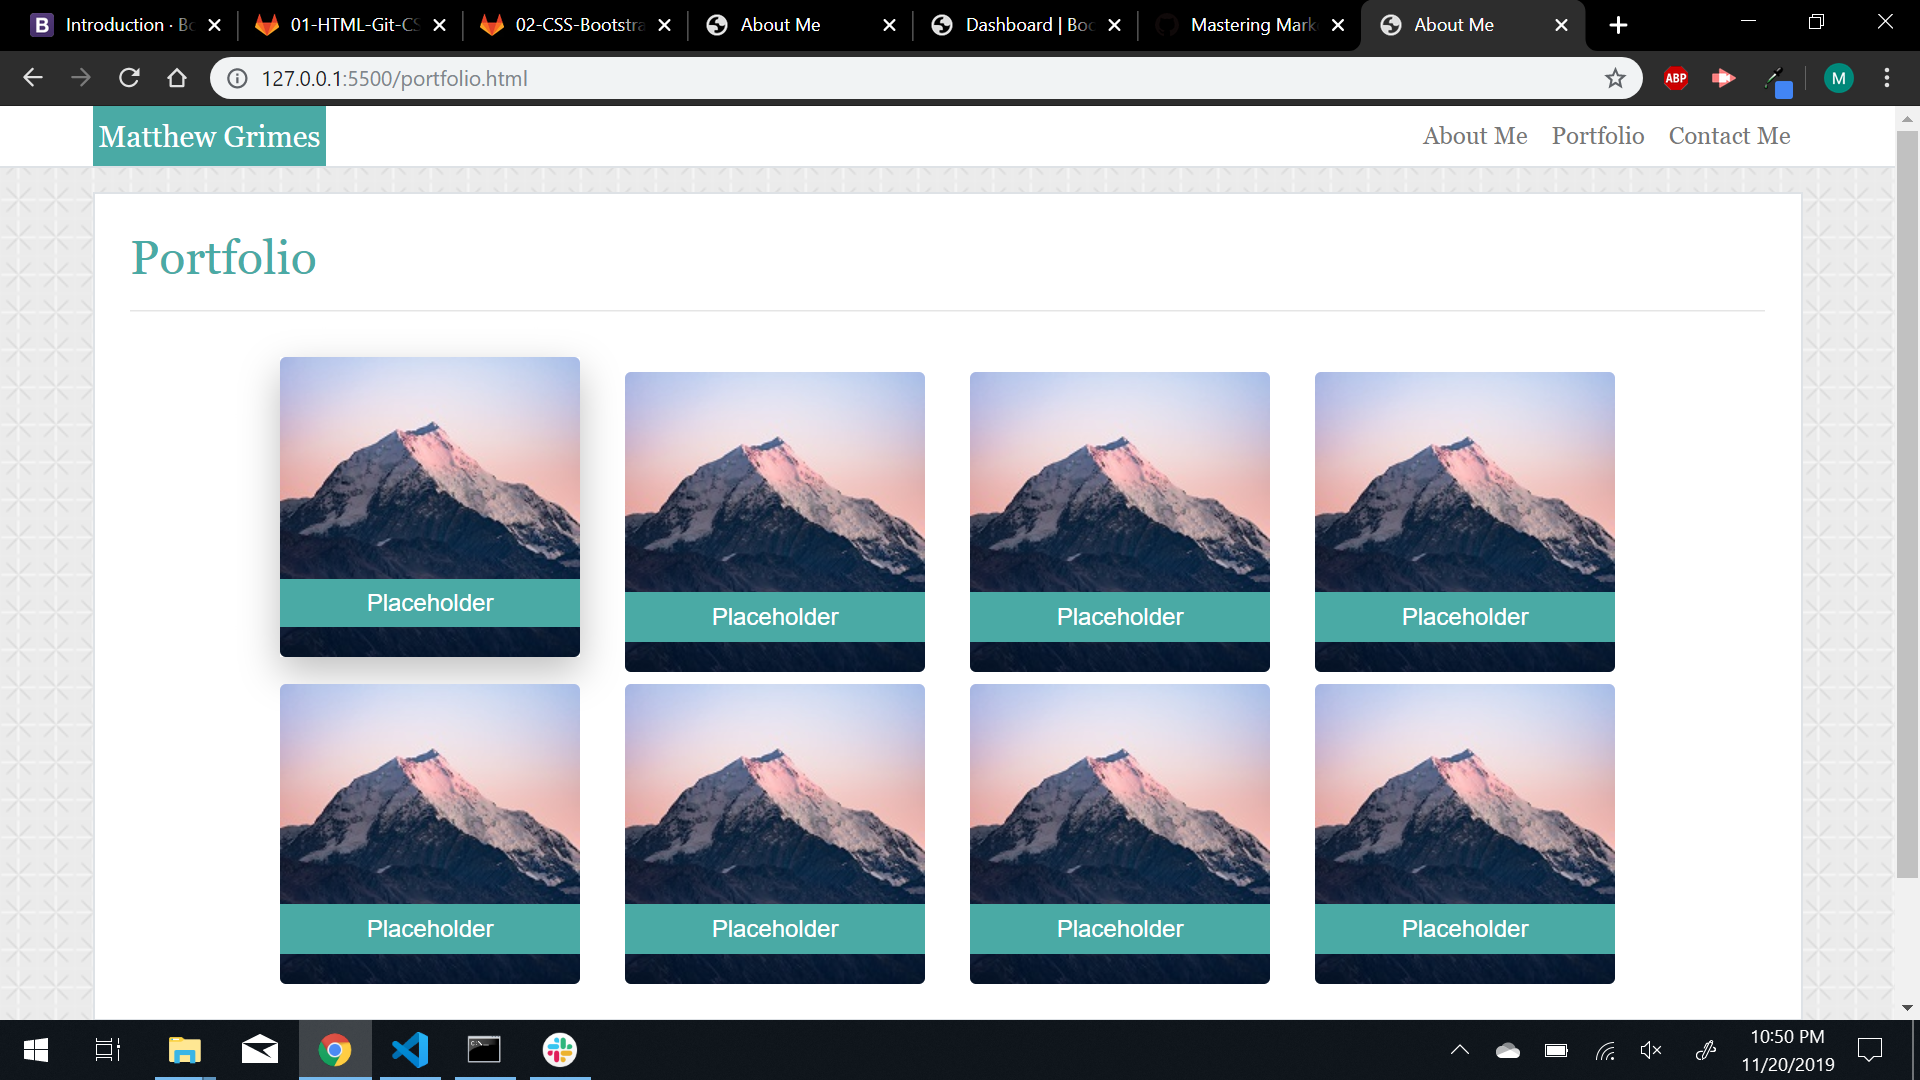 B Introduction · Bo
01-HTML-Git-CS
02-CSS-Bootstra
About Me
Dashboard | Boo
Mastering Mark
About Me
127.0.0.1:5500/portfolio.html
ABP
M
Matthew Grimes
About Me Portfolio Contact Me
Portfolio
Placeholder
Placeholder
Placeholder
Placeholder
Placeholder
Placeholder
Placeholder
Placeholder
10:50 PM
11/20/2019